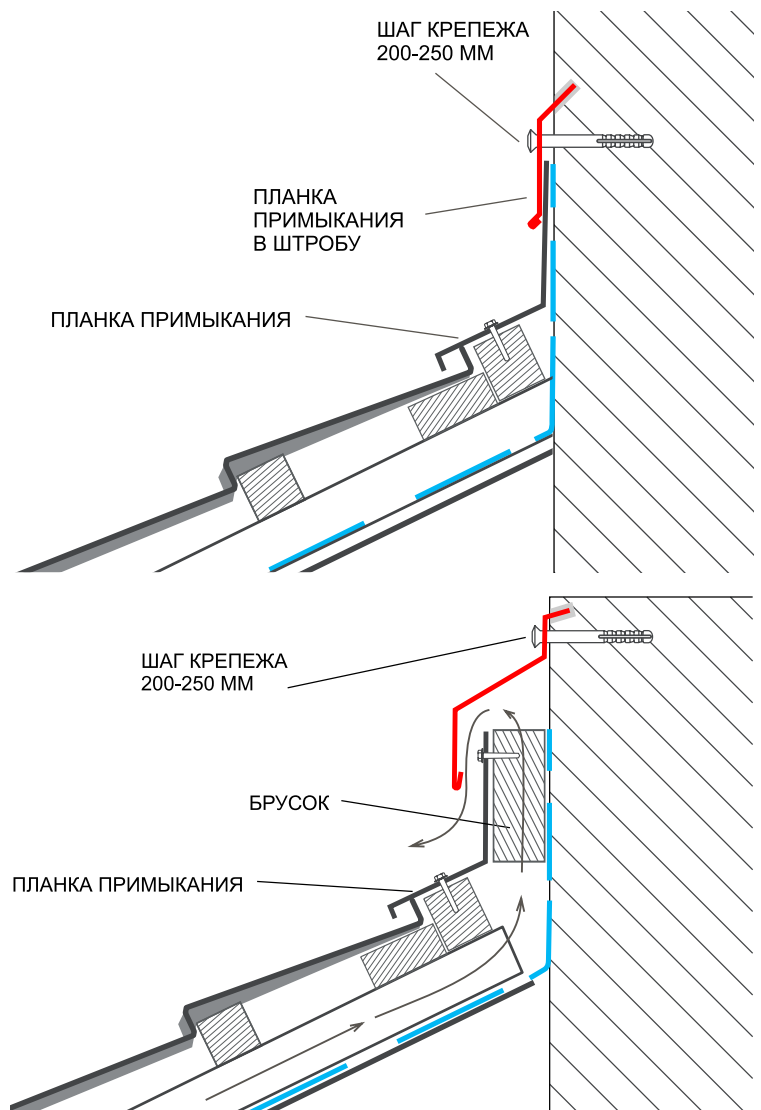 ШАГ КРЕПЕЖА
200-250 ММ
ПЛАНКА
ПРИМЫКАНИЯ
В ШТРОБУ
ПЛАНКА ПРИМЫКАНИЯ
ШАГ КРЕПЕЖА
200-250 ММ
БРУСОК
ПЛАНКА ПРИМЫКАНИЯ